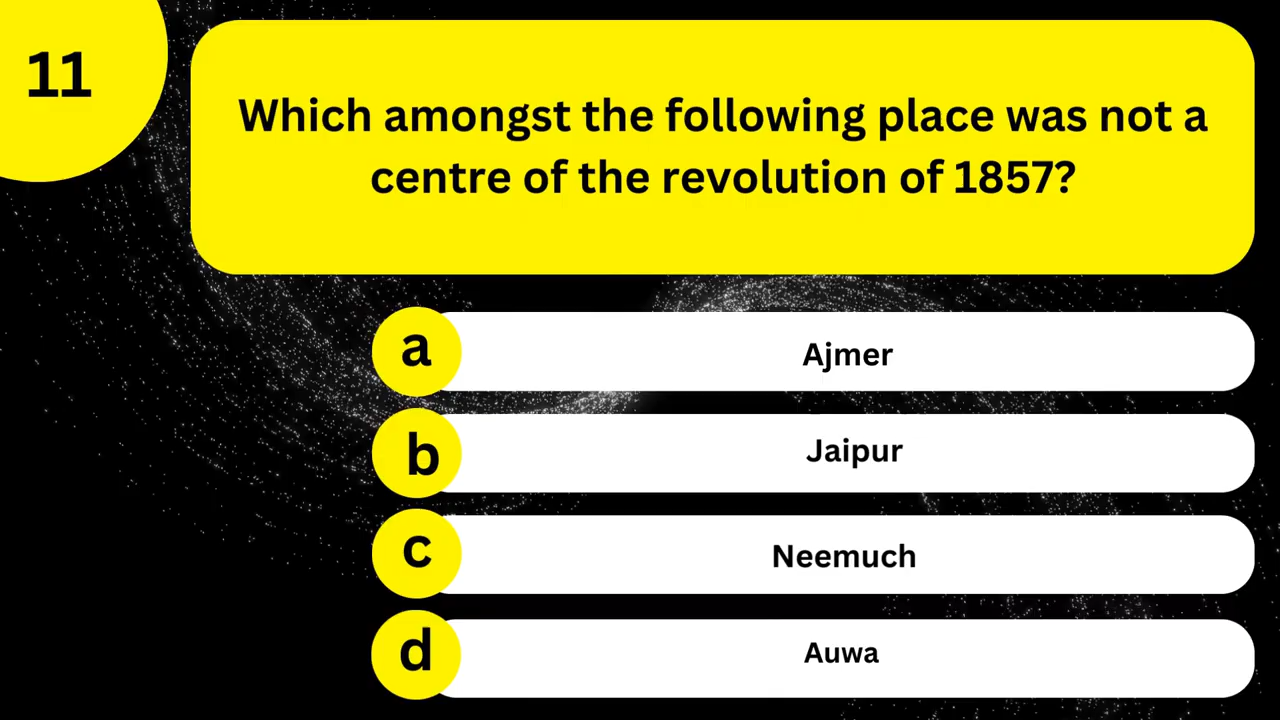 11
Which amongst the following place was not a
centre of the revolution of 1857?
a
Ajmer
b
Jaipur
c
Neemuch
d
Auwa